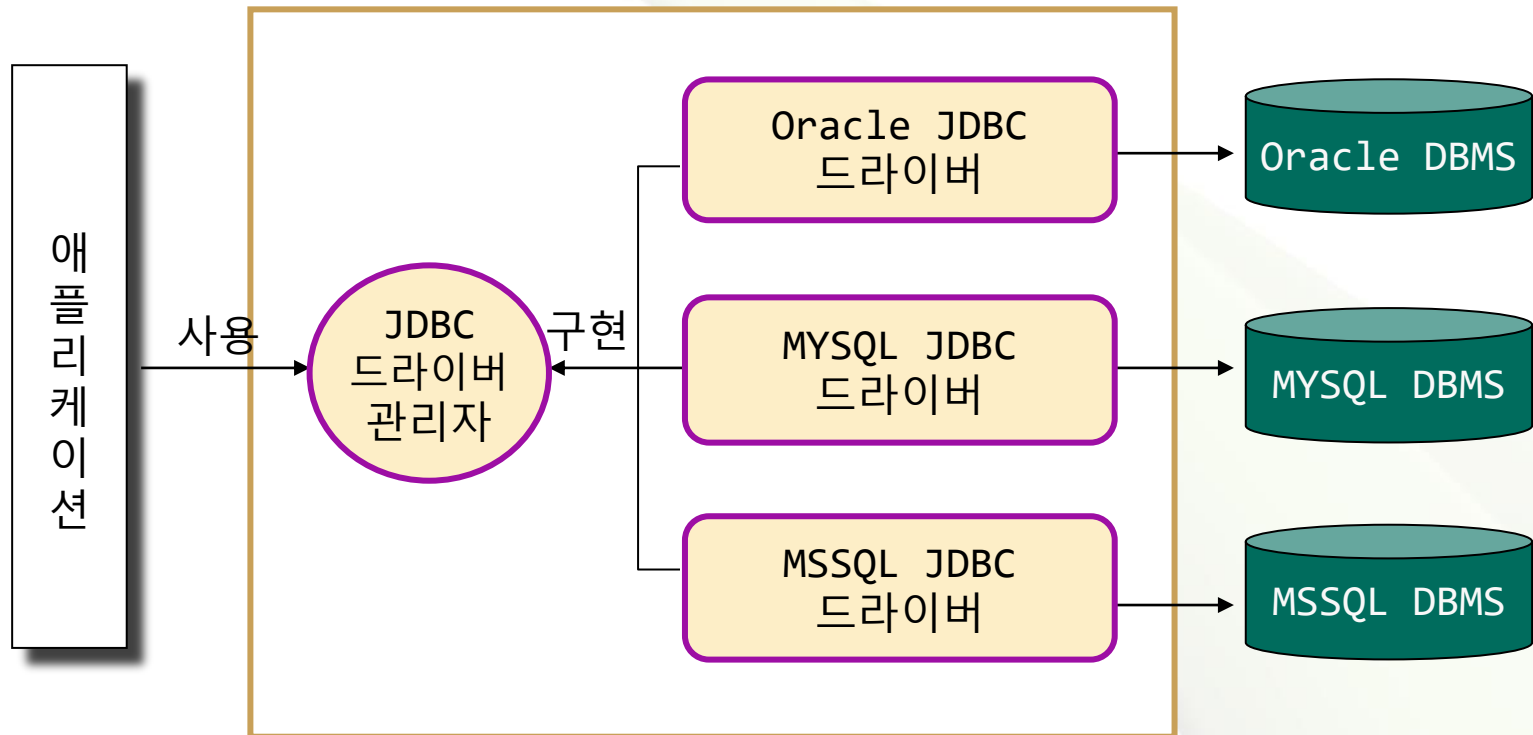 애
플
리
케
이
션
사용
JDBC
드라이버
관리자
구현
Oracle JDBC
드라이버
MYSQL JDBC
드라이버
MSSQL JDBC
드라이버
Oracle DBMS
MYSQL DBMS
MSSQL DBMS